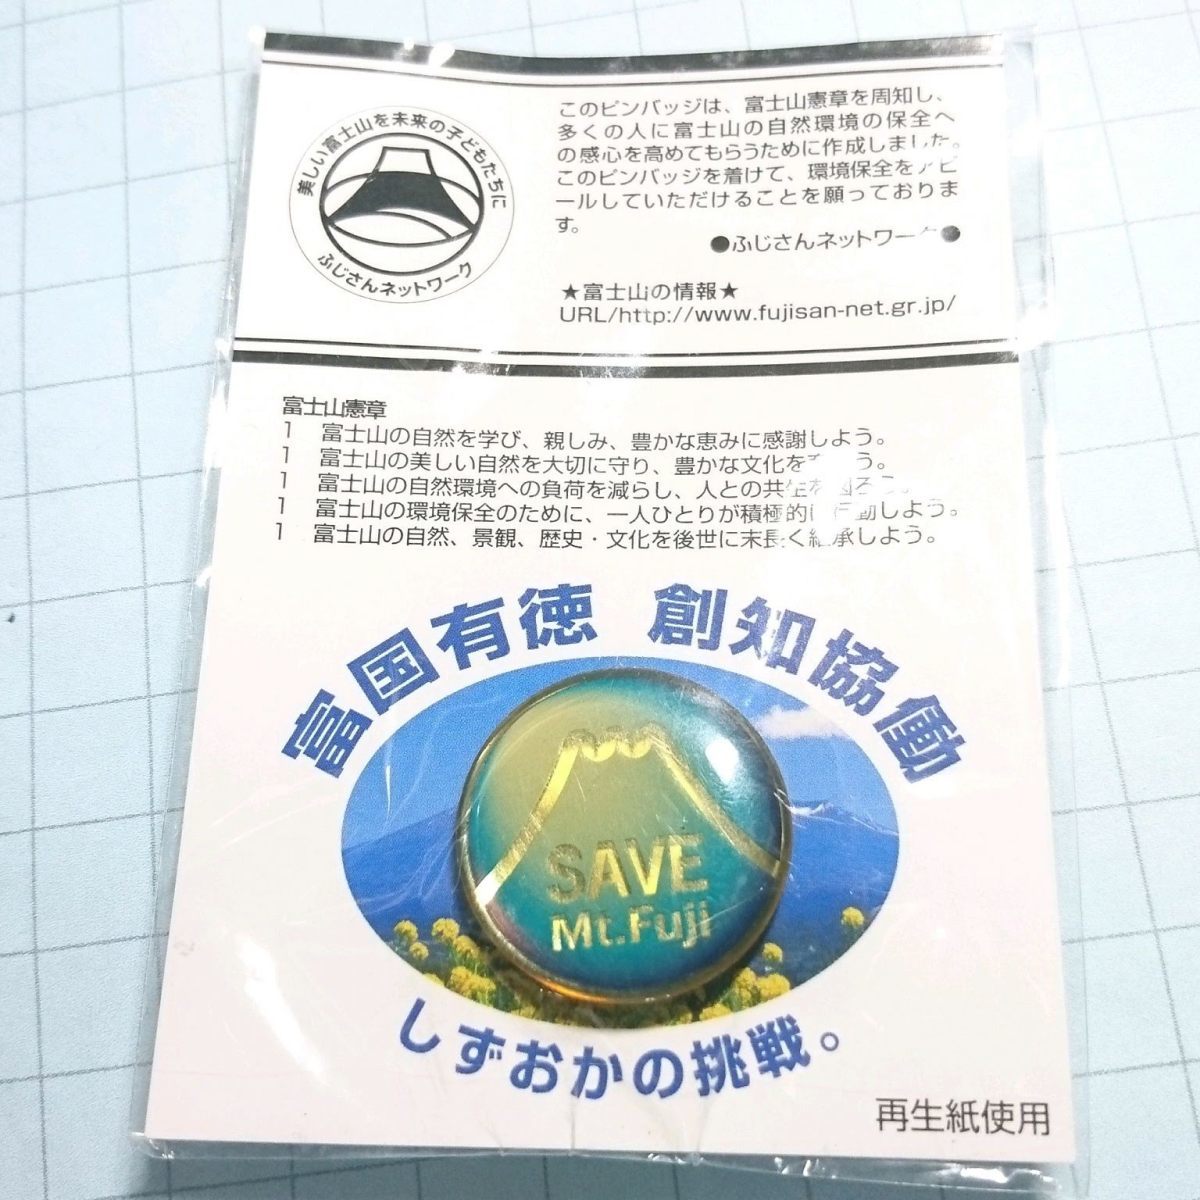 美しい富士山を未来の子どもたちに
ふじさんネットワーク
このピンバッジは、富士山憲章を周知し、
多くの人に富士山の自然環境の保全へ
の感心を高めてもらうために作成しました。
このピンバッジを着けて、環境保全をアピ
ールしていただけることを願っておりま
す。
●ふじさんネットワーク●
★富士山の情報★
URL/http://www.fujisan-net.gr.jp/
富士山憲章
1 富士山の自然を学び、親しみ、豊かな恵みに感謝しよう。
1 富士山の美しい自然を大切に守り、豊かな文化を う。
1 富士山の自然環境への負荷を減らし、人との共生を図ろう。
1 富士山の環境保全のために、一人ひとりが積極的に行動しよう。
1 富士山の自然、景観、歴史・文化を後世に末長く継承しよう。
富国有徳 創知協働
SAVE
Mt.Fuji
しずおかの挑戦。
再生紙使用